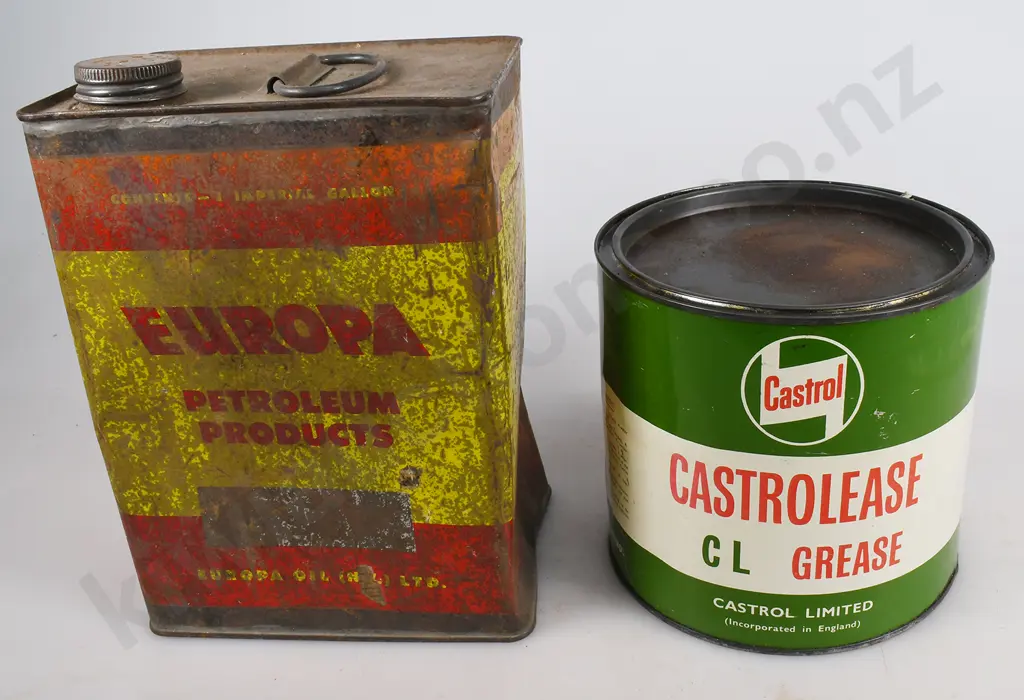 CONTENTS—1 IMPERIAL GALLON
EUROPA
PETROLEUM
PRODUCTS
EUROPA OIL (N.Z.) LTD.
Castrol
CASTROLEASE
CL GREASE
CASTROL LIMITED
(Incorporated in England)